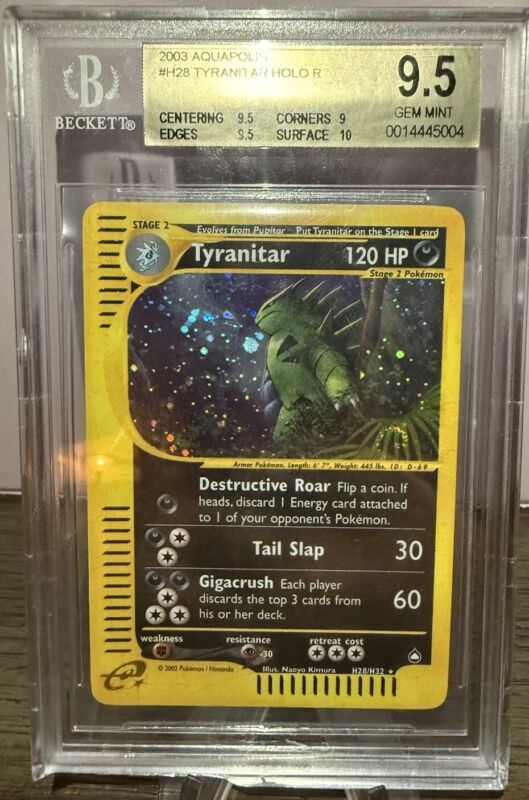 2003 AQUAPOLIS
#H28 TYRANITAR HOLO R
9.5
GEM MINT
0014445004
CENTERING 9.5 CORNERS 9
EDGES 9.5 SURFACE 10
B
BECKETT®
STAGE 2
Evolves from Pupitar Put Tyranitar on the Stage 1 card
Tyranitar 120 HP
Stage 2 Pokémon
Armor Pokémon. Length: 6' 7", Weight: 445 lbs. ID: D-69
Destructive Roar Flip a coin. If
heads, discard 1 Energy card attached
to 1 of your opponent's Pokémon.
Tail Slap 30
Gigacrush Each player
discards the top 3 cards from
his or her deck.
60
weakness resistance retreat cost
-30
© 2002 Pokémon / Nintendo Illus. Naoyo Kimura H28/H32 ★
e